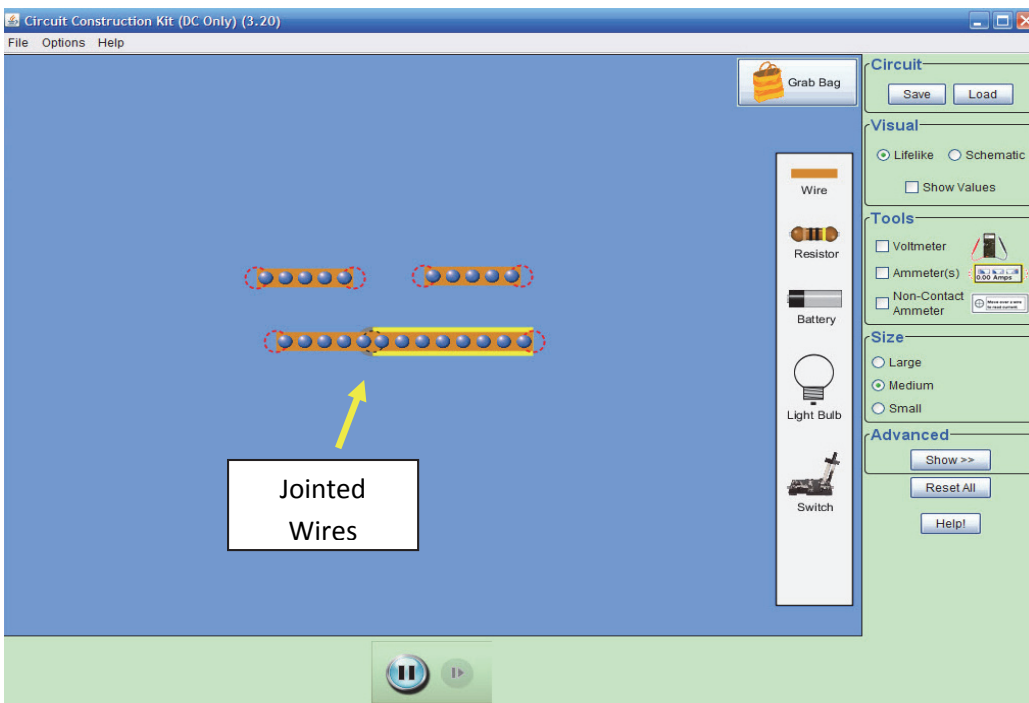 Circuit Construction Kit (DC Only) (3.20)
File Options Help
Grab Bag
Wire
Resistor
Battery
Light Bulb
Switch
Jointed
Wires
Circuit
Save Load
Visual
Lifelike Schematic
Show Values
Tools
Voltmeter
Ammeter(s)
0.00 Amps
Non-Contact
Ammeter
Size
Large
Medium
Small
Advanced
Show >>
Reset All
Help!